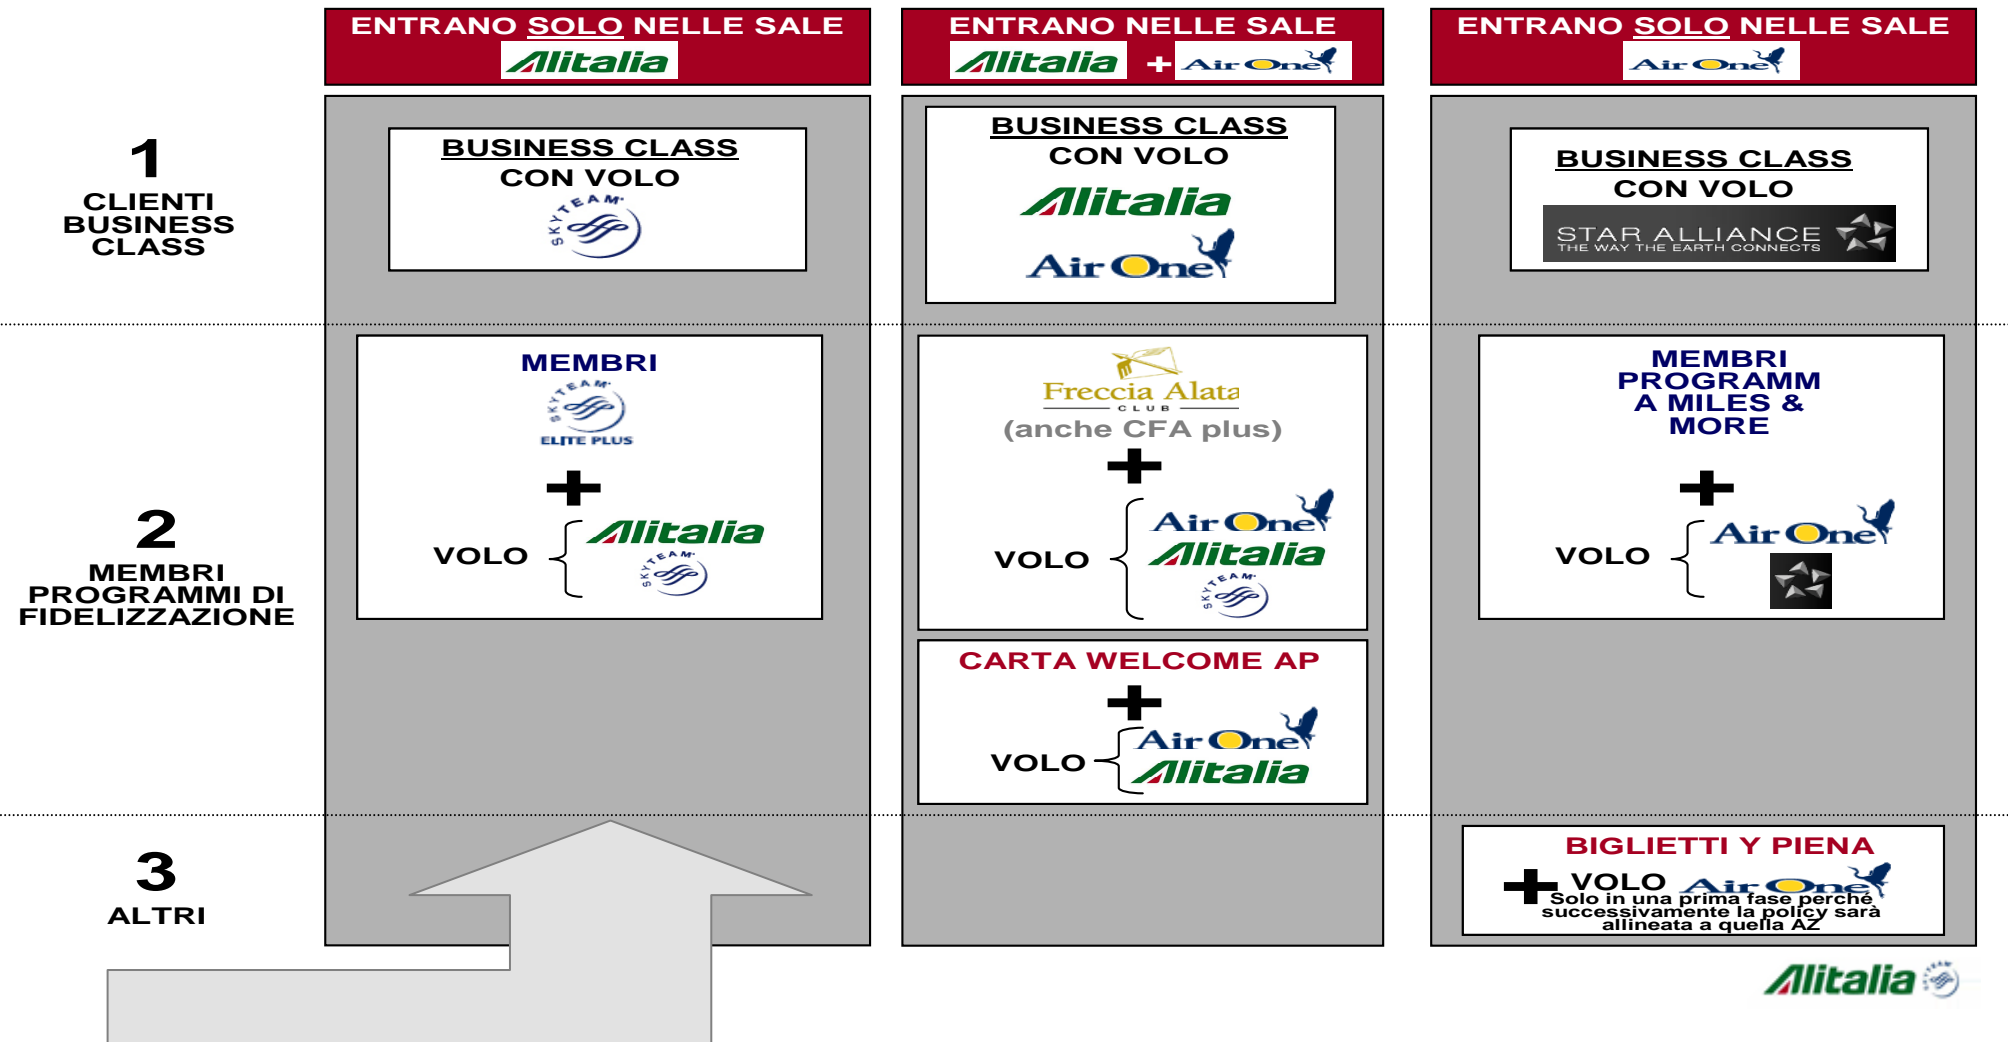 ENTRANO SOLO NELLE SALE
Alitalia
ENTRANO NELLE SALE
Alitalia + Air One
ENTRANO SOLO NELLE SALE
Air One
1
CLIENTI
BUSINESS
CLASS
BUSINESS CLASS
CON VOLO
SKYTEAM
BUSINESS CLASS
CON VOLO
Alitalia
Air One
BUSINESS CLASS
CON VOLO
STAR ALLIANCE
THE WAY THE EARTH CONNECTS
2
MEMBRI
PROGRAMMI DI
FIDELIZZAZIONE
MEMBRI
SKYTEAM
ELITE PLUS
+
VOLO
Alitalia
SKYTEAM
Freccia Alata
CLUB
(anche CFA plus)
+
VOLO
Air One
Alitalia
SKYTEAM
CARTA WELCOME AP
+
VOLO
Air One
Alitalia
MEMBRI
PROGRAMM
A MILES &
MORE
+
VOLO
Air One
3
ALTRI
BIGLIETTI Y PIENA
+ VOLO Air One
Solo in una prima fase perché
successivamente la policy sarà
allineata a quella AZ
Alitalia